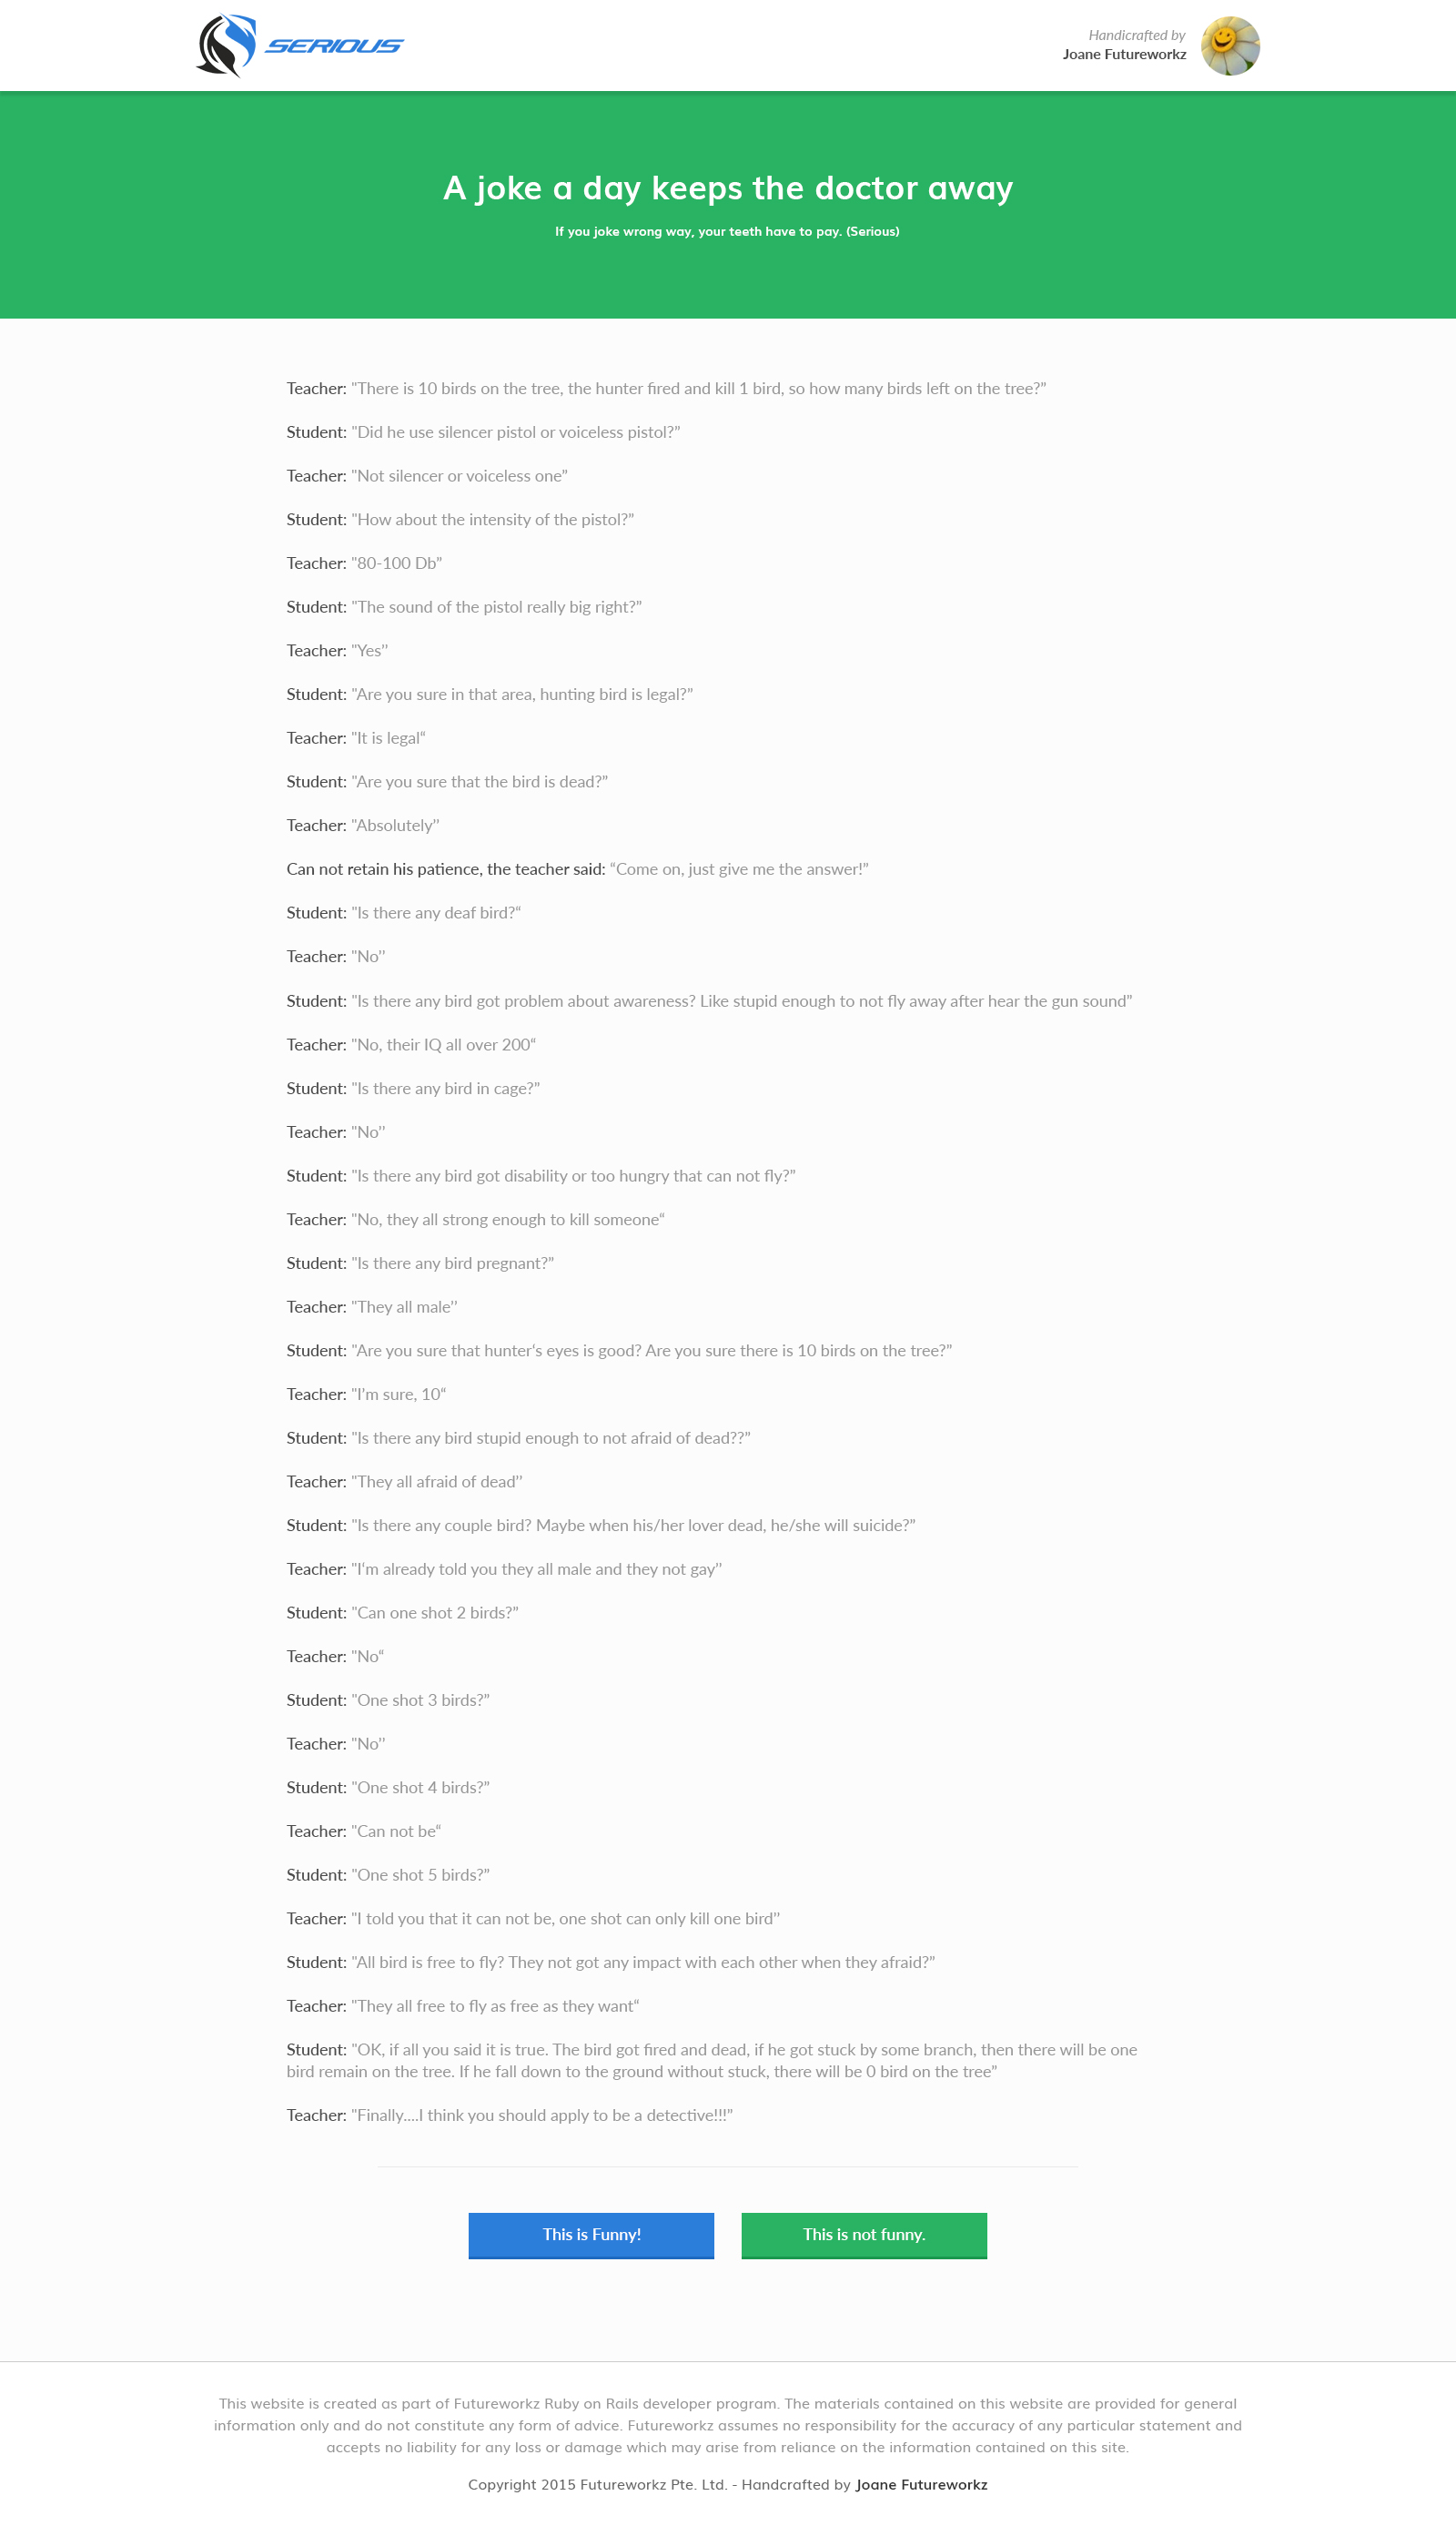 SERIOUS
Handicrafted by
Joane Futureworkz
A joke a day keeps the doctor away
If you joke wrong way, your teeth have to pay. (Serious)
Teacher: "There is 10 birds on the tree, the hunter fired and kill 1 bird, so how many birds left on the tree?”
Student: "Did he use silencer pistol or voiceless pistol?”
Teacher: "Not silencer or voiceless one”
Student: "How about the intensity of the pistol?”
Teacher: "80-100 Db”
Student: "The sound of the pistol really big right?”
Teacher: "Yes’’
Student: "Are you sure in that area, hunting bird is legal?”
Teacher: "It is legal“
Student: "Are you sure that the bird is dead?”
Teacher: "Absolutely’’
Can not retain his patience, the teacher said: “Come on, just give me the answer!”
Student: "Is there any deaf bird?“
Teacher: "No’’
Student: "Is there any bird got problem about awareness? Like stupid enough to not fly away after hear the gun sound”
Teacher: "No, their IQ all over 200“
Student: "Is there any bird in cage?”
Teacher: "No’’
Student: "Is there any bird got disability or too hungry that can not fly?”
Teacher: "No, they all strong enough to kill someone“
Student: "Is there any bird pregnant?”
Teacher: "They all male’’
Student: "Are you sure that hunter‘s eyes is good? Are you sure there is 10 birds on the tree?"
Teacher: "I’m sure, 10“
Student: "Is there any bird stupid enough to not afraid of dead??”
Teacher: "They all afraid of dead’’
Student: "Is there any couple bird? Maybe when his/her lover dead, he/she will suicide?”
Teacher: "I‘m already told you they all male and they not gay’’
Student: "Can one shot 2 birds?”
Teacher: "No“
Student: "One shot 3 birds?”
Teacher: "No’’
Student: "One shot 4 birds?”
Teacher: "Can not be“
Student: "One shot 5 birds?”
Teacher: "I told you that it can not be, one shot can only kill one bird’’
Student: "All bird is free to fly? They not got any impact with each other when they afraid?”
Teacher: "They all free to fly as free as they want“
Student: "OK, if all you said it is true. The bird got fired and dead, if he got stuck by some branch, then there will be one
bird remain on the tree. If he fall down to the ground without stuck, there will be 0 bird on the tree”
Teacher: "Finally....I think you should apply to be a detective!!!”
This is Funny!
This is not funny.
This website is created as part of Futureworkz Ruby on Rails developer program. The materials contained on this website are provided for general
information only and do not constitute any form of advice. Futureworkz assumes no responsibility for the accuracy of any particular statement and
accepts no liability for any loss or damage which may arise from reliance on the information contained on this site.
Copyright 2015 Futureworkz Pte. Ltd. - Handcrafted by Joane Futureworkz